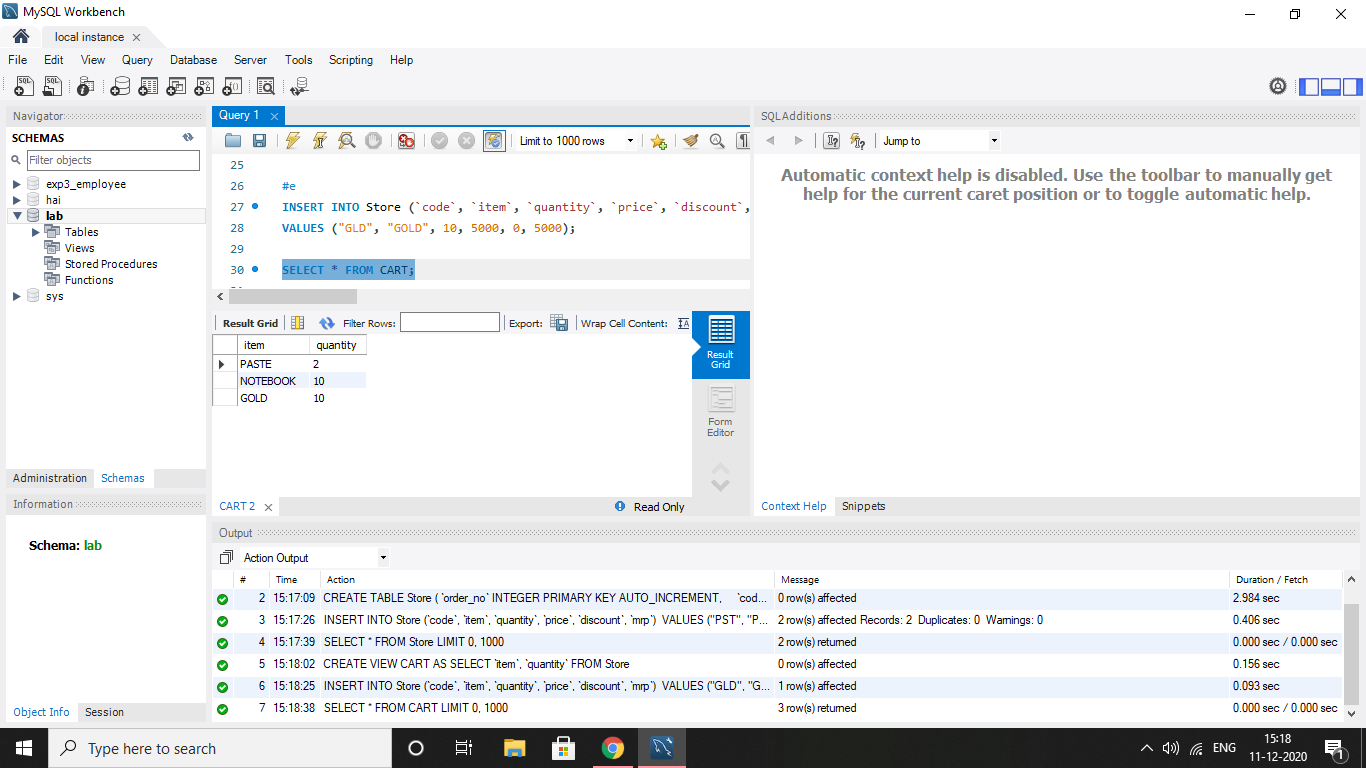 MySQL Workbench
local instance
File Edit View Query Database Server Tools Scripting Help
Navigator
SCHEMAS
Filter objects
exp3_employee
hai
lab
Tables
Views
Stored Procedures
Functions
sys
Administration Schemas
Information
Schema: lab
Object Info Session
Query 1
Limit to 1000 rows
25
26 #e
27 INSERT INTO Store (`code`, `item`, `quantity`, `price`, `discount`,
28 VALUES ("GLD", "GOLD", 10, 5000, 0, 5000);
29
30 SELECT * FROM CART;
Result Grid Filter Rows: Export: Wrap Cell Content:
item quantity
PASTE 2
NOTEBOOK 10
GOLD 10
Result
Grid
Form
Editor
CART 2 Read Only
SQLAdditions
Jump to
Automatic context help is disabled. Use the toolbar to manually get
help for the current caret position or to toggle automatic help.
Context Help Snippets
Output
Action Output
# Time Action Message Duration / Fetch
2 15:17:09 CREATE TABLE Store ( `order_no` INTEGER PRIMARY KEY AUTO_INCREMENT, `cod... 0 row(s) affected 2.984 sec
3 15:17:26 INSERT INTO Store (`code`, `item`, `quantity`, `price`, `discount`, `mrp`) VALUES ("PST", "P... 2 row(s) affected Records: 2 Duplicates: 0 Warnings: 0 0.406 sec
4 15:17:39 SELECT * FROM Store LIMIT 0, 1000 2 row(s) returned 0.000 sec / 0.000 sec
5 15:18:02 CREATE VIEW CART AS SELECT `item`, `quantity` FROM Store 0 row(s) affected 0.156 sec
6 15:18:25 INSERT INTO Store (`code`, `item`, `quantity`, `price`, `discount`, `mrp`) VALUES ("GLD", "G... 1 row(s) affected 0.093 sec
7 15:18:38 SELECT * FROM CART LIMIT 0, 1000 3 row(s) returned 0.000 sec / 0.000 sec
Type here to search
ENG
15:18
11-12-2020
1